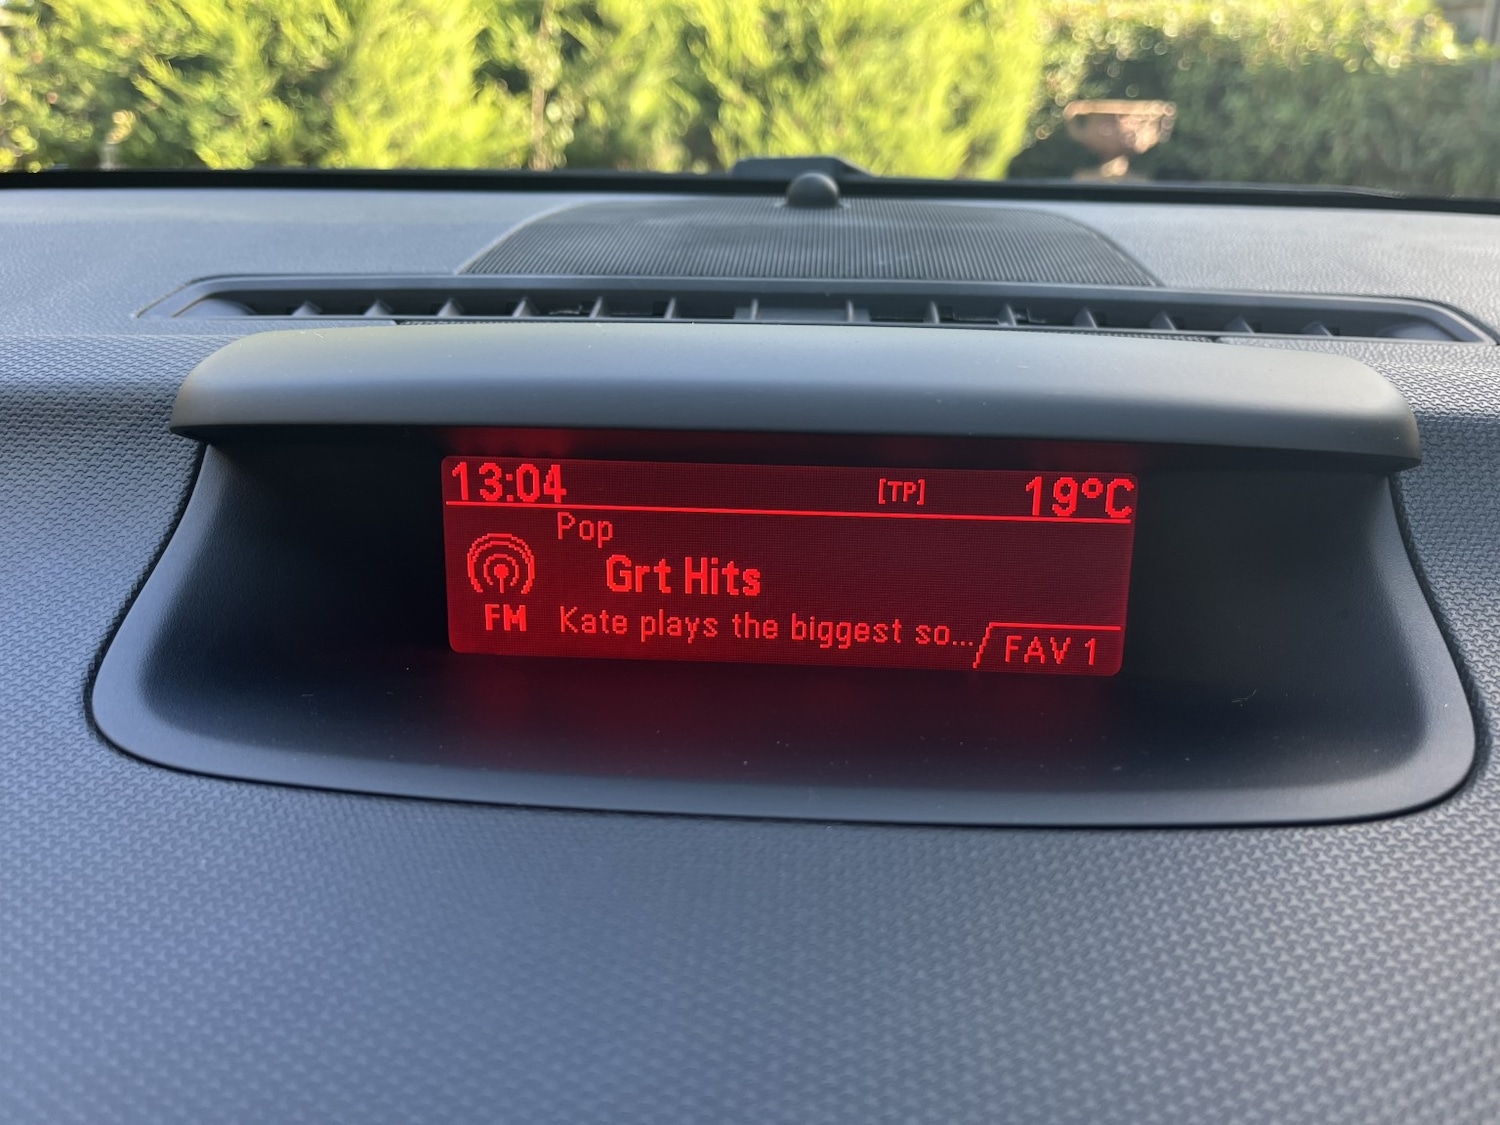 13:04 [TP] 19°C
Pop
Grt Hits
FM
Kate plays the biggest so...
FAV 1